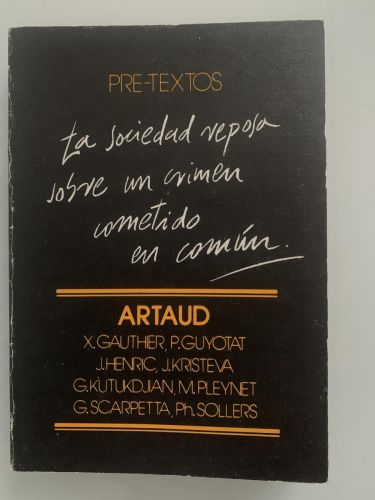 PRE-TEXTOS
La sociedad reposa
sobre un crimen
cometido
en común.
ARTAUD
X. GAUTHIER, P. GUYOTAT
J. HENRIC, J. KRISTEVA
G. KUTUKDJIAN, M. PLEYNET
G. SCARPETTA, Ph. SOLLERS